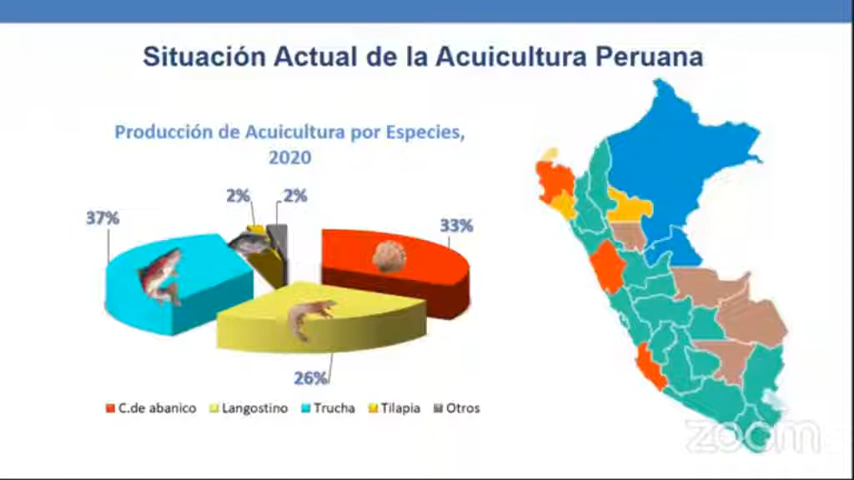 Situación Actual de la Acuicultura Peruana
Producción de Acuicultura por Especies,
2020
2%
2%
37%
33%
26%
C.de abanico Langostino Trucha Tilapia Otros
zoom